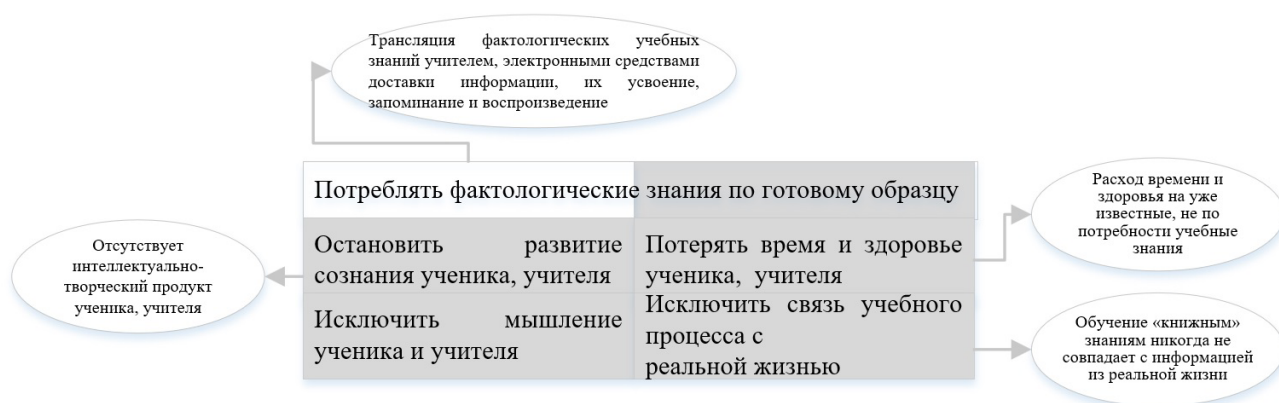 Трансляция фактологических учебных
знаний учителем, электронными средствами
доставки информации, их усвоение,
запоминание и воспроизведение
Потреблять фактологические знания по готовому образцу
Остановить развитие
сознания ученика, учителя
Потерять время и здоровье
ученика, учителя
Исключить мышление
ученика и учителя
Исключить связь учебного
процесса с
реальной жизнью
Отсутствует
интеллектуально-
творческий продукт
ученика, учителя
Расход времени и
здоровья на уже
известные, не по
потребности учебные
знания
Обучение «книжным»
знаниям никогда не
совпадает с информацией
из реальной жизни